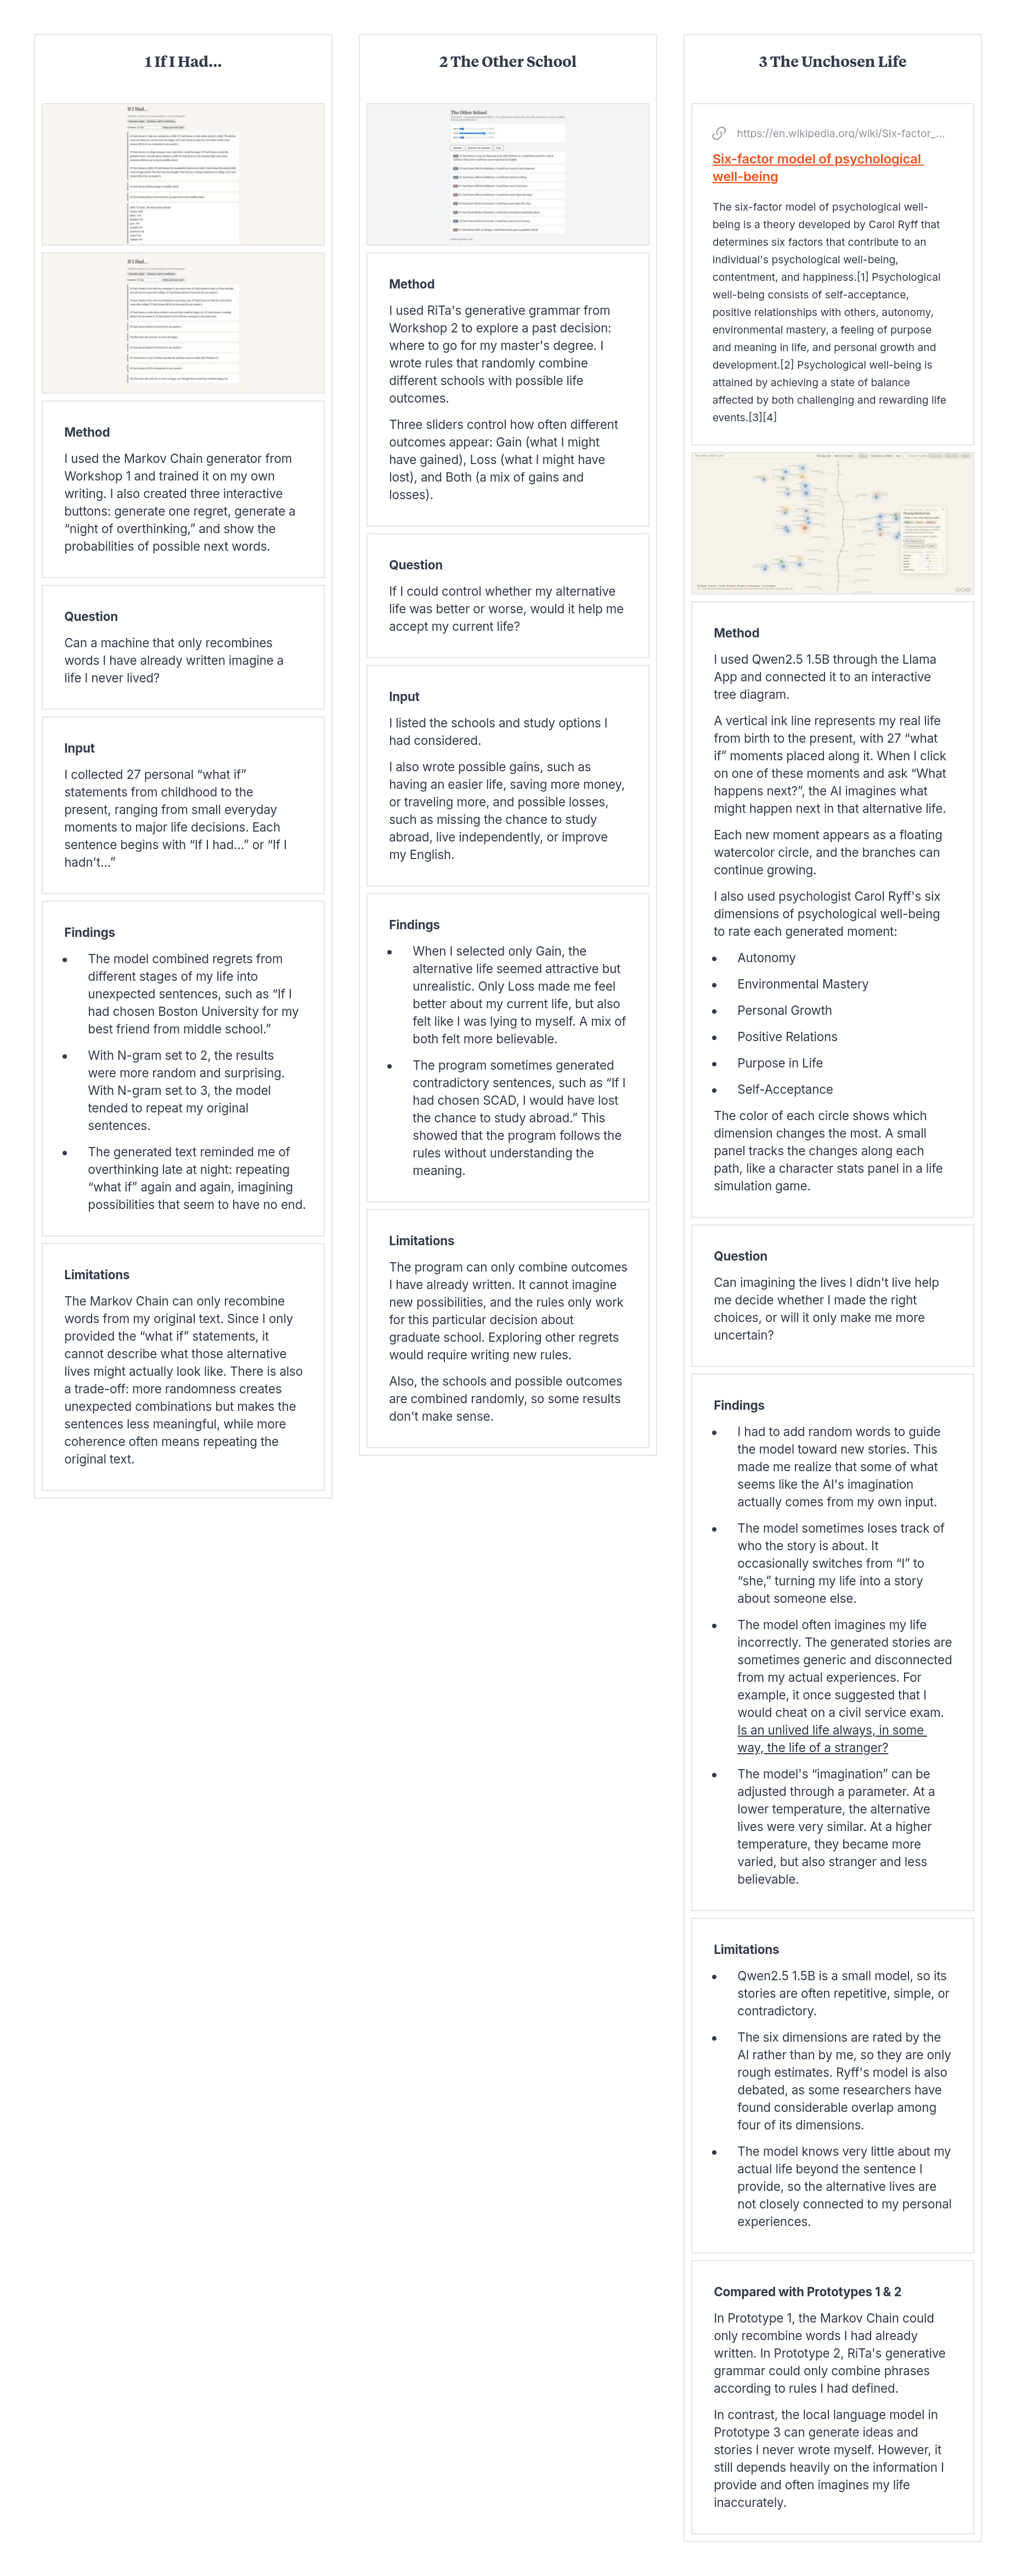 1 If I Had...
If I Had...
If I Had...
Method
I used the Markov Chain generator from
Workshop 1 and trained it on my own
writing. I also created three interactive
buttons: generate one regret, generate a
“night of overthinking,” and show the
probabilities of possible next words.
Question
Can a machine that only recombines
words I have already written imagine a
life I never lived?
Input
I collected 27 personal “what if”
statements from childhood to the
present, ranging from small everyday
moments to major life decisions. Each
sentence begins with “If I had...” or “If I
hadn't...”
Findings
• The model combined regrets from
different stages of my life into
unexpected sentences, such as “If I
had chosen Boston University for my
best friend from middle school.”
• With N-gram set to 2, the results
were more random and surprising.
With N-gram set to 3, the model
tended to repeat my original
sentences.
• The generated text reminded me of
overthinking late at night: repeating
“what if” again and again, imagining
possibilities that seem to have no end.
Limitations
The Markov Chain can only recombine
words from my original text. Since I only
provided the “what if” statements, it
cannot describe what those alternative
lives might actually look like. There is also
a trade-off: more randomness creates
unexpected combinations but makes the
sentences less meaningful, while more
coherence often means repeating the
original text.
2 The Other School
The Other School
Method
I used RiTa's generative grammar from
Workshop 2 to explore a past decision:
where to go for my master's degree. I
wrote rules that randomly combine
different schools with possible life
outcomes.
Three sliders control how often different
outcomes appear: Gain (what I might
have gained), Loss (what I might have
lost), and Both (a mix of gains and
losses).
Question
If I could control whether my alternative
life was better or worse, would it help me
accept my current life?
Input
I listed the schools and study options I
had considered.
I also wrote possible gains, such as
having an easier life, saving more money,
or traveling more, and possible losses,
such as missing the chance to study
abroad, live independently, or improve
my English.
Findings
• When I selected only Gain, the
alternative life seemed attractive but
unrealistic. Only Loss made me feel
better about my current life, but also
felt like I was lying to myself. A mix of
both felt more believable.
• The program sometimes generated
contradictory sentences, such as “If I
had chosen SCAD, I would have lost
the chance to study abroad.” This
showed that the program follows the
rules without understanding the
meaning.
Limitations
The program can only combine outcomes
I have already written. It cannot imagine
new possibilities, and the rules only work
for this particular decision about
graduate school. Exploring other regrets
would require writing new rules.
Also, the schools and possible outcomes
are combined randomly, so some results
don't make sense.
3 The Unchosen Life
https://en.wikipedia.org/wiki/Six-factor_...
Six-factor model of psychological
well-being
The six-factor model of psychological well-
being is a theory developed by Carol Ryff that
determines six factors that contribute to an
individual's psychological well-being,
contentment, and happiness.[1] Psychological
well-being consists of self-acceptance,
positive relationships with others, autonomy,
environmental mastery, a feeling of purpose
and meaning in life, and personal growth and
development.[2] Psychological well-being is
attained by achieving a state of balance
affected by both challenging and rewarding life
events.[3][4]
Method
I used Qwen2.5 1.5B through the Llama
App and connected it to an interactive
tree diagram.
A vertical ink line represents my real life
from birth to the present, with 27 “what
if” moments placed along it. When I click
on one of these moments and ask “What
happens next?”, the AI imagines what
might happen next in that alternative life.
Each new moment appears as a floating
watercolor circle, and the branches can
continue growing.
I also used psychologist Carol Ryff's six
dimensions of psychological well-being
to rate each generated moment:
• Autonomy
• Environmental Mastery
• Personal Growth
• Positive Relations
• Purpose in Life
• Self-Acceptance
The color of each circle shows which
dimension changes the most. A small
panel tracks the changes along each
path, like a character stats panel in a life
simulation game.
Question
Can imagining the lives I didn't live help
me decide whether I made the right
choices, or will it only make me more
uncertain?
Findings
• I had to add random words to guide
the model toward new stories. This
made me realize that some of what
seems like the AI's imagination
actually comes from my own input.
• The model sometimes loses track of
who the story is about. It
occasionally switches from “I” to
“she,” turning my life into a story
about someone else.
• The model often imagines my life
incorrectly. The generated stories are
sometimes generic and disconnected
from my actual experiences. For
example, it once suggested that I
would cheat on a civil service exam.
Is an unlived life always, in some
way, the life of a stranger?
• The model's “imagination” can be
adjusted through a parameter. At a
lower temperature, the alternative
lives were very similar. At a higher
temperature, they became more
varied, but also stranger and less
believable.
Limitations
• Qwen2.5 1.5B is a small model, so its
stories are often repetitive, simple, or
contradictory.
• The six dimensions are rated by the
AI rather than by me, so they are only
rough estimates. Ryff's model is also
debated, as some researchers have
found considerable overlap among
four of its dimensions.
• The model knows very little about my
actual life beyond the sentence I
provide, so the alternative lives are
not closely connected to my personal
experiences.
Compared with Prototypes 1 & 2
In Prototype 1, the Markov Chain could
only recombine words I had already
written. In Prototype 2, RiTa's generative
grammar could only combine phrases
according to rules I had defined.
In contrast, the local language model in
Prototype 3 can generate ideas and
stories I never wrote myself. However, it
still depends heavily on the information I
provide and often imagines my life
inaccurately.